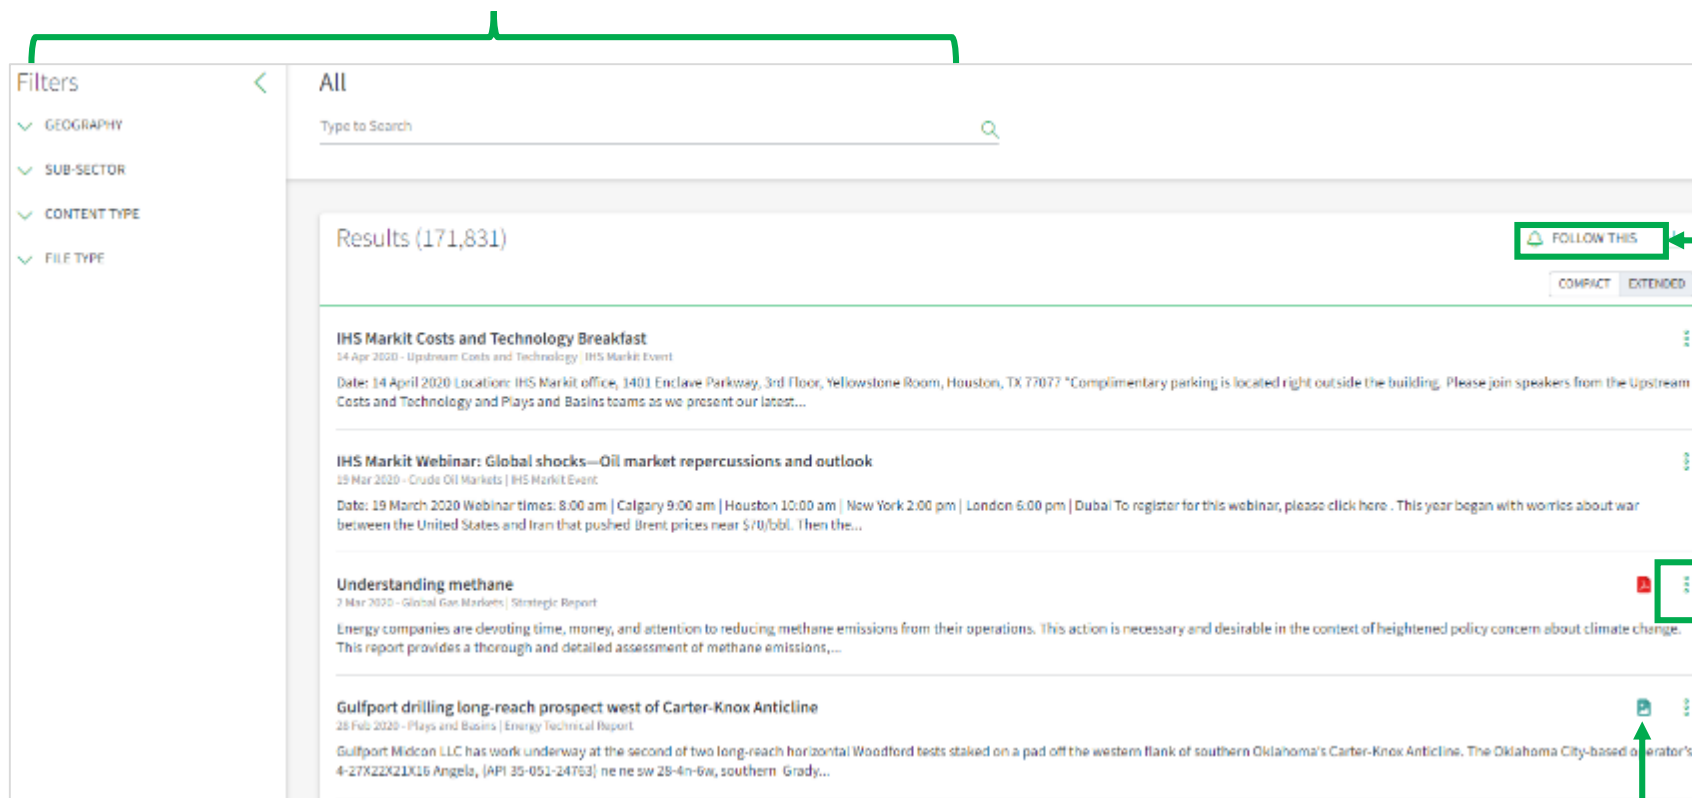 Filters
GEOGRAPHY
SUB-SECTOR
CONTENT TYPE
FILE TYPE
All
Type to Search
Results (171,831)
FOLLOW THIS
COMPACT EXTENDED
IHS Markit Costs and Technology Breakfast
14 Apr 2020 - Upstream Costs and Technology | IHS Markit Event
Date: 14 April 2020 Location: IHS Markit office, 1401 Enclave Parkway, 3rd Floor, Yellowstone Room, Houston, TX 77077 *Complimentary parking is located right outside the building. Please join speakers from the Upstream
Costs and Technology and Plays and Basins teams as we present our latest...
IHS Markit Webinar: Global shocks—Oil market repercussions and outlook
19 Mar 2020 - Crude Oil Markets | IHS Markit Event
Date: 19 March 2020 Webinar times: 8:00 am | Calgary 9:00 am | Houston 10:00 am | New York 2:00 pm | London 6:00 pm | Dubai To register for this webinar, please click here . This year began with worries about war
between the United States and Iran that pushed Brent prices near $70/bbl. Then the...
Understanding methane
2 Mar 2020 - Global Gas Markets | Strategic Report
Energy companies are devoting time, money, and attention to reducing methane emissions from their operations. This action is necessary and desirable in the context of heightened policy concern about climate change.
This report provides a thorough and detailed assessment of methane emissions,...
Gulfport drilling long-reach prospect west of Carter-Knox Anticline
28 Feb 2020 - Plays and Basins | Energy Technical Report
Gulfport Midcon LLC has work underway at the second of two long-reach horizontal Woodford tests staked on a pad off the western flank of southern Oklahoma's Carter-Knox Anticline. The Oklahoma City-based operator's
4-27X22X21X16 Angela, (API 35-051-24763) ne ne sw 28-4n-6w, southern Grady...